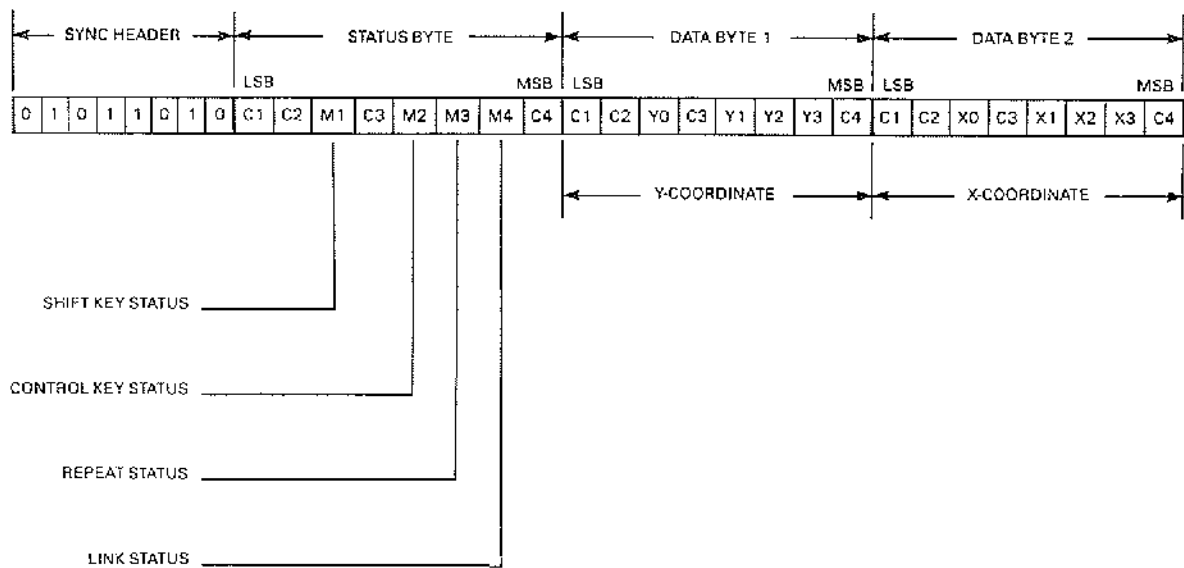 SYNC HEADER STATUS BYTE DATA BYTE 1 DATA BYTE 2
LSB MSB LSB MSB LSB MSB
0 1 0 1 1 0 1 0 C1 C2 M1 C3 M2 M3 M4 C4 C1 C2 Y0 C3 Y1 Y2 Y3 C4 C1 C2 X0 C3 X1 X2 X3 C4
Y-COORDINATE X-COORDINATE
SHIFT KEY STATUS
CONTROL KEY STATUS
REPEAT STATUS
LINK STATUS